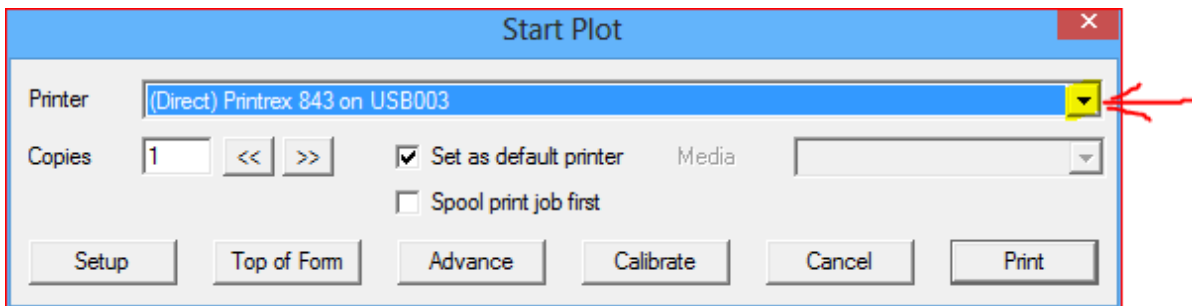 Start Plot
Printer (Direct) Printrex 843 on USB003
Copies 1 << >> Set as default printer Media
Spool print job first
Setup Top of Form Advance Calibrate Cancel Print